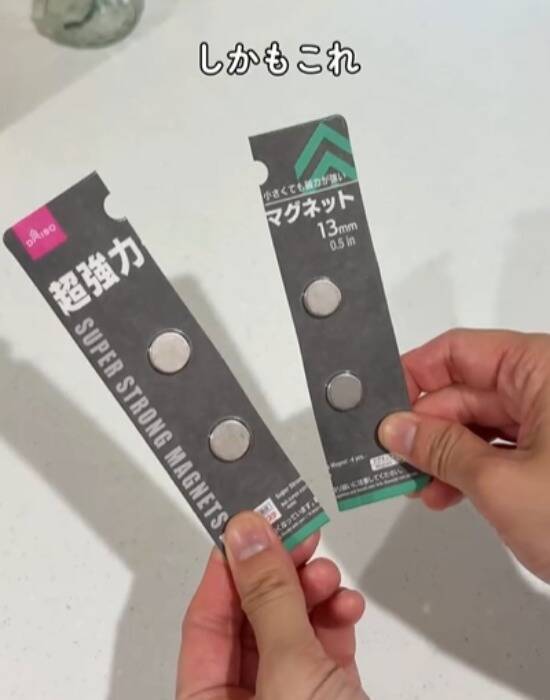 しかもこれ
DAISO
超強力
SUPER STRONG MAGNETS
小さくても磁力が強い
マグネット
13mm
0.5 in